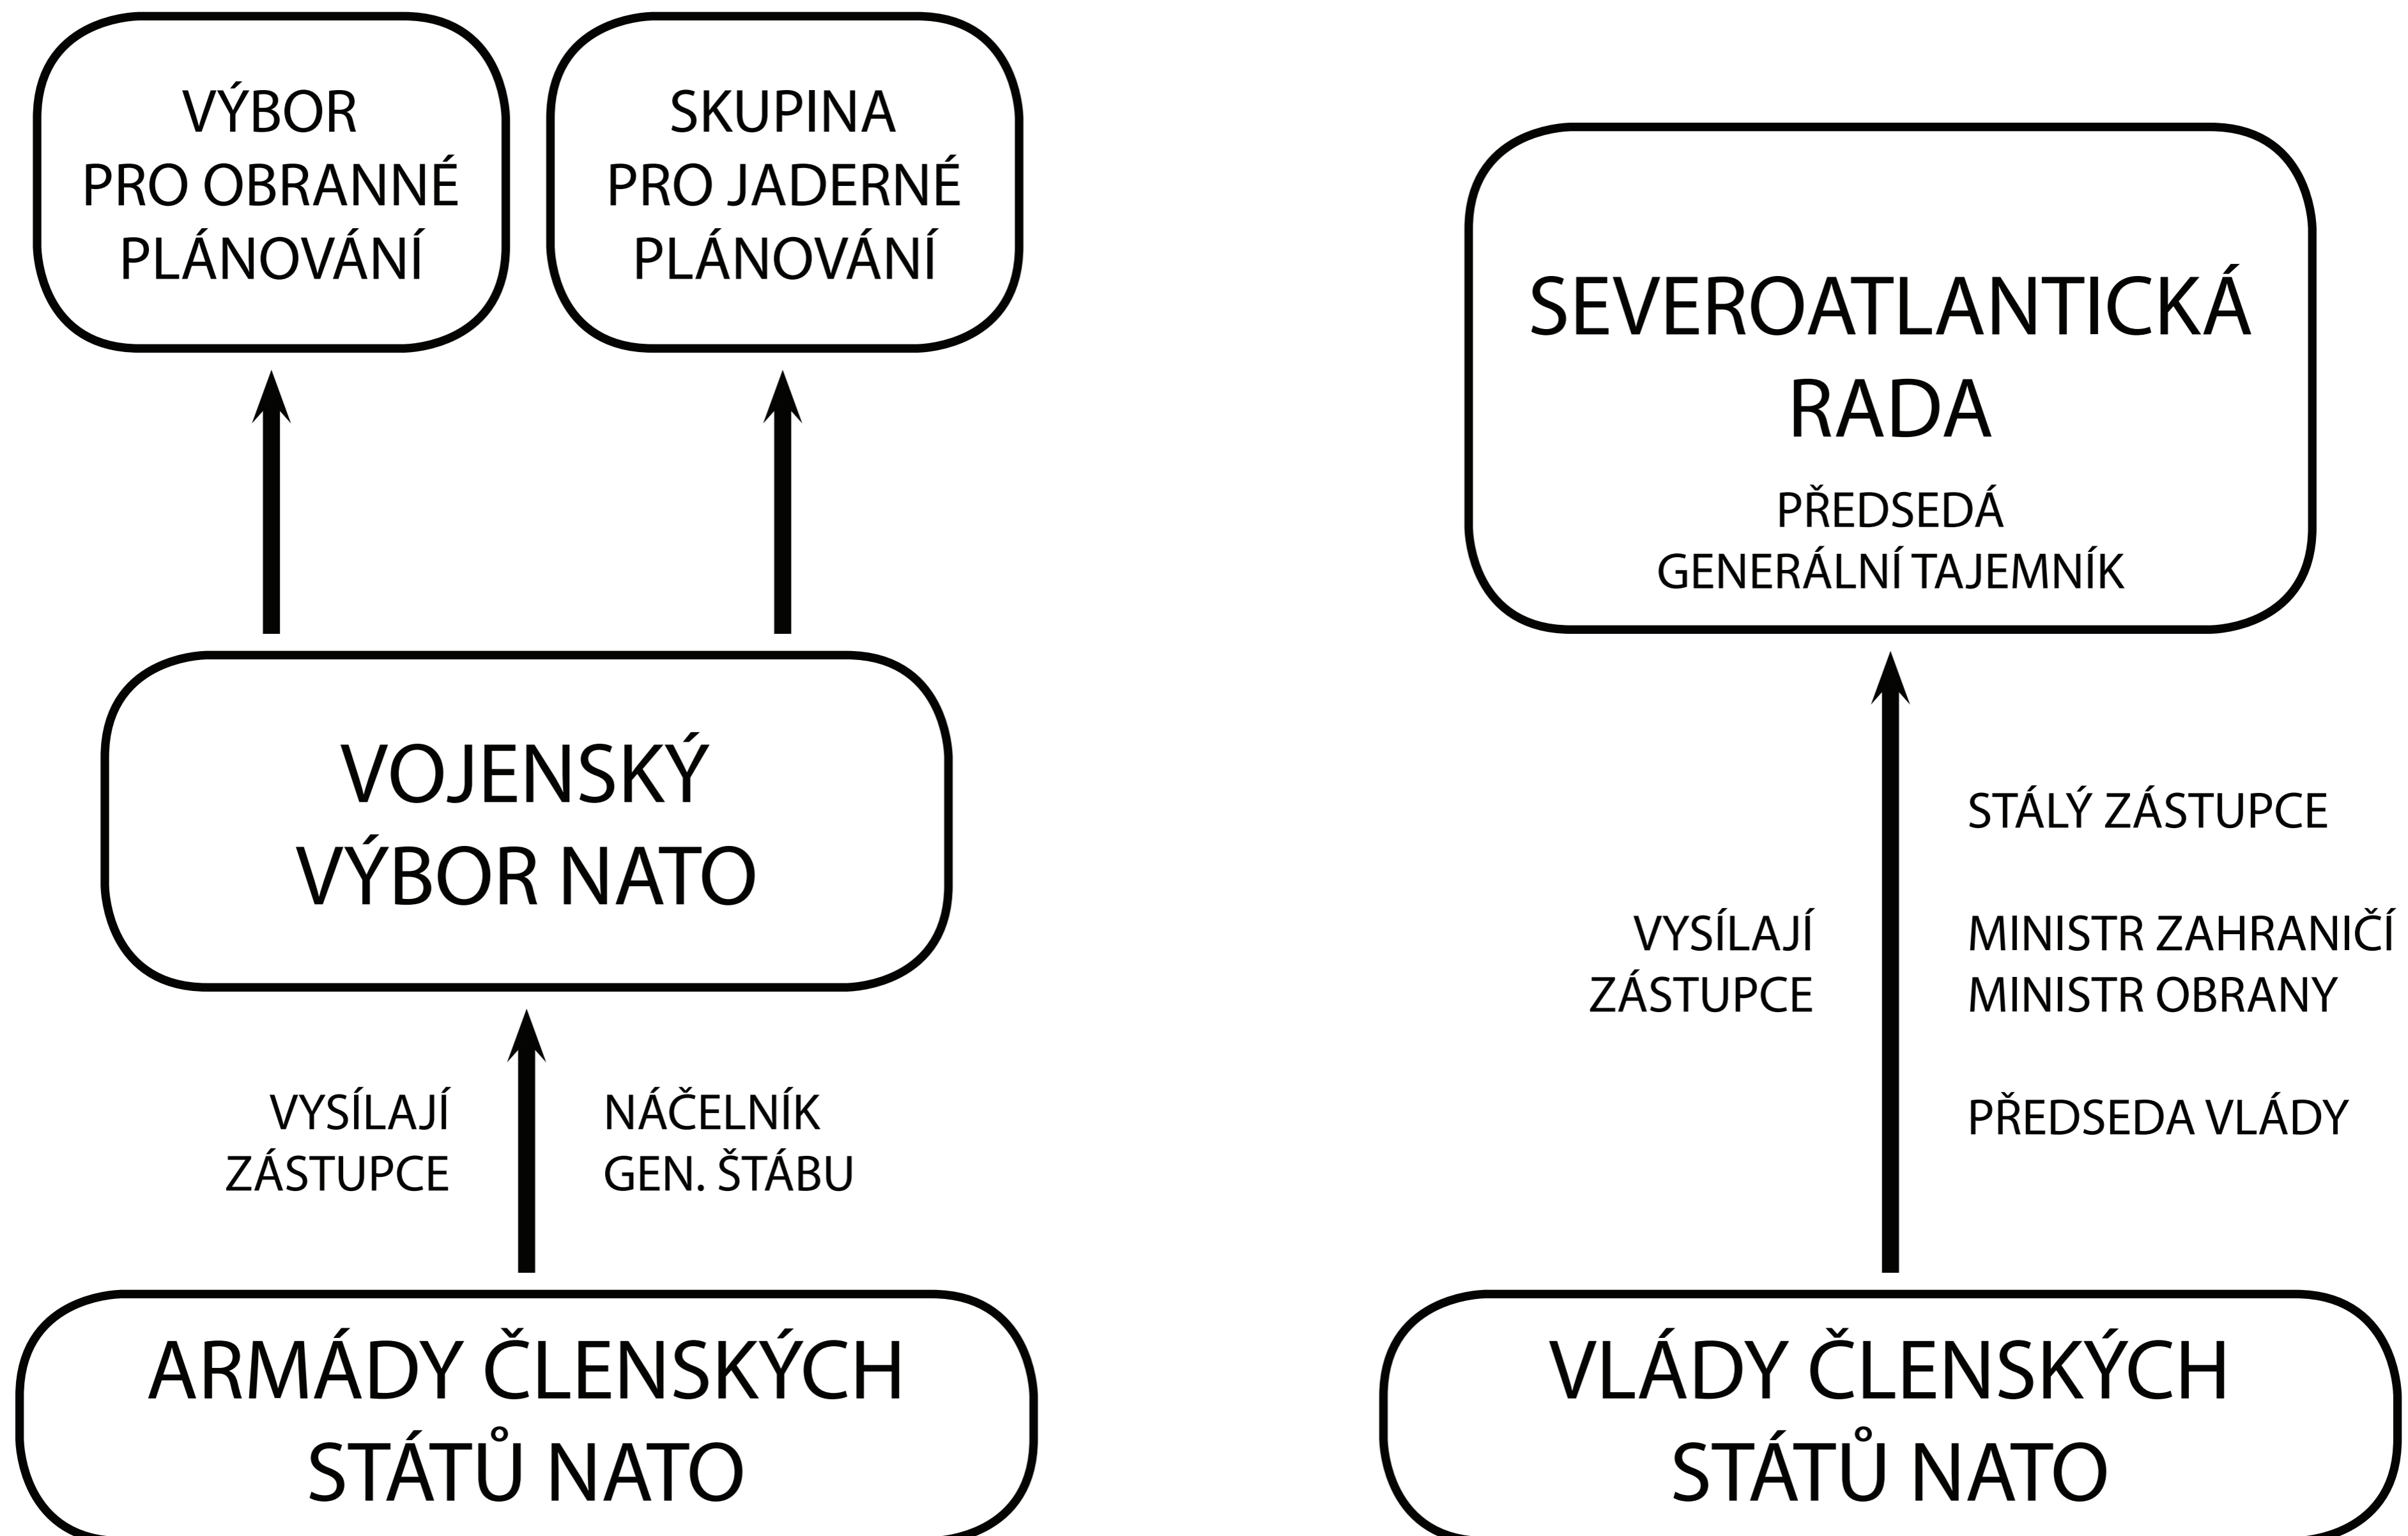 VÝBOR
PRO OBRANNÉ
PLÁNOVÁNÍ
SKUPINA
PRO JADERNÉ
PLÁNOVÁNÍ
VOJENSKÝ
VÝBOR NATO
VYSÍLAJÍ
ZÁSTUPCE
NÁČELNÍK
GEN. ŠTÁBU
ARMÁDY ČLENSKÝCH
STÁTŮ NATO
SEVEROATLANTICKÁ
RADA
PŘEDSEDÁ
GENERÁLNÍ TAJEMNÍK
VYSÍLAJÍ
ZÁSTUPCE
STÁLÝ ZÁSTUPCE
MINISTR ZAHRANIČÍ
MINISTR OBRANY
PŘEDSEDA VLÁDY
VLÁDY ČLENSKÝCH
STÁTŮ NATO